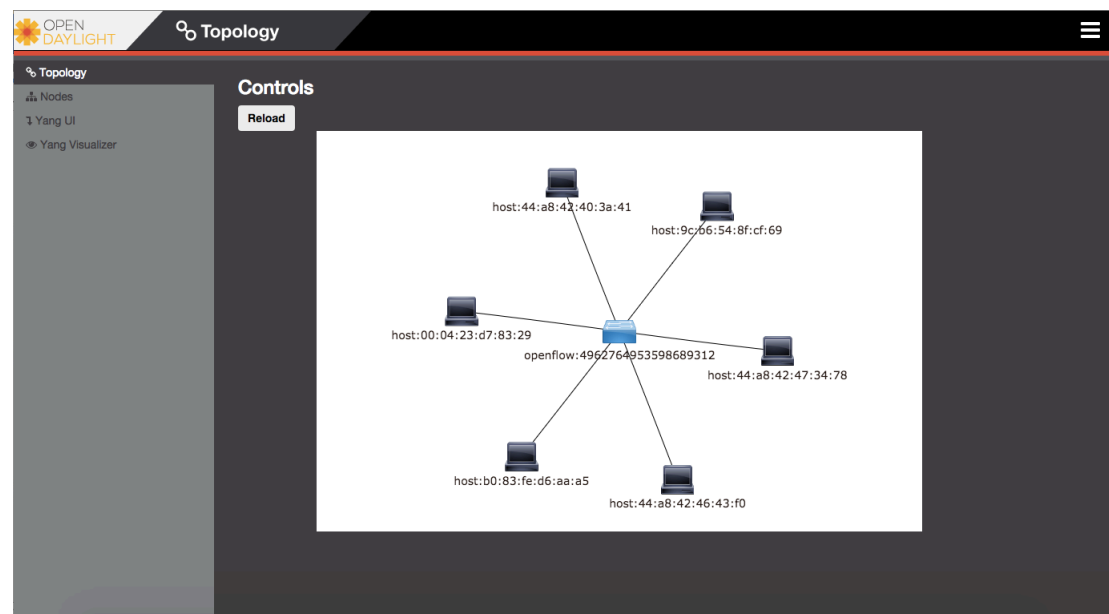 OPEN
DAYLIGHT
Topology
Topology
Nodes
Yang UI
Yang Visualizer
Controls
Reload
host:44:a8:42:40:3a:41
host:9c:b6:54:8f:cf:69
host:00:04:23:d7:83:29
openflow:4962764953598689312
host:44:a8:42:47:34:78
host:b0:83:fe:d6:aa:a5
host:44:a8:42:46:43:f0